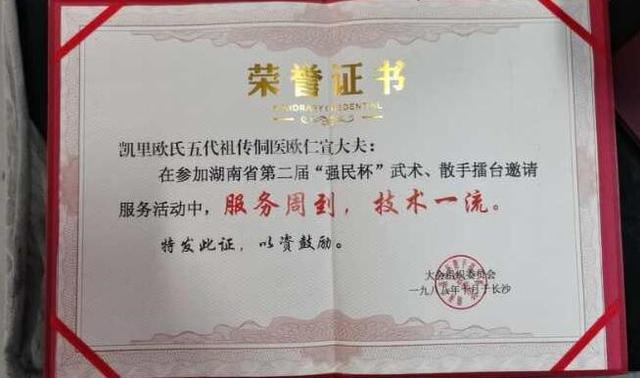 荣誉证书
HONORARY CREDENTIAL
凯里欧氏五代祖传侗医欧仁宣大夫：
在参加湖南省第二届“强民杯”武术、散手擂台邀请
服务活动中，服务周到，技术一流。
特发此证，以资鼓励。
大会组织委员会
一九八 年十月于长沙